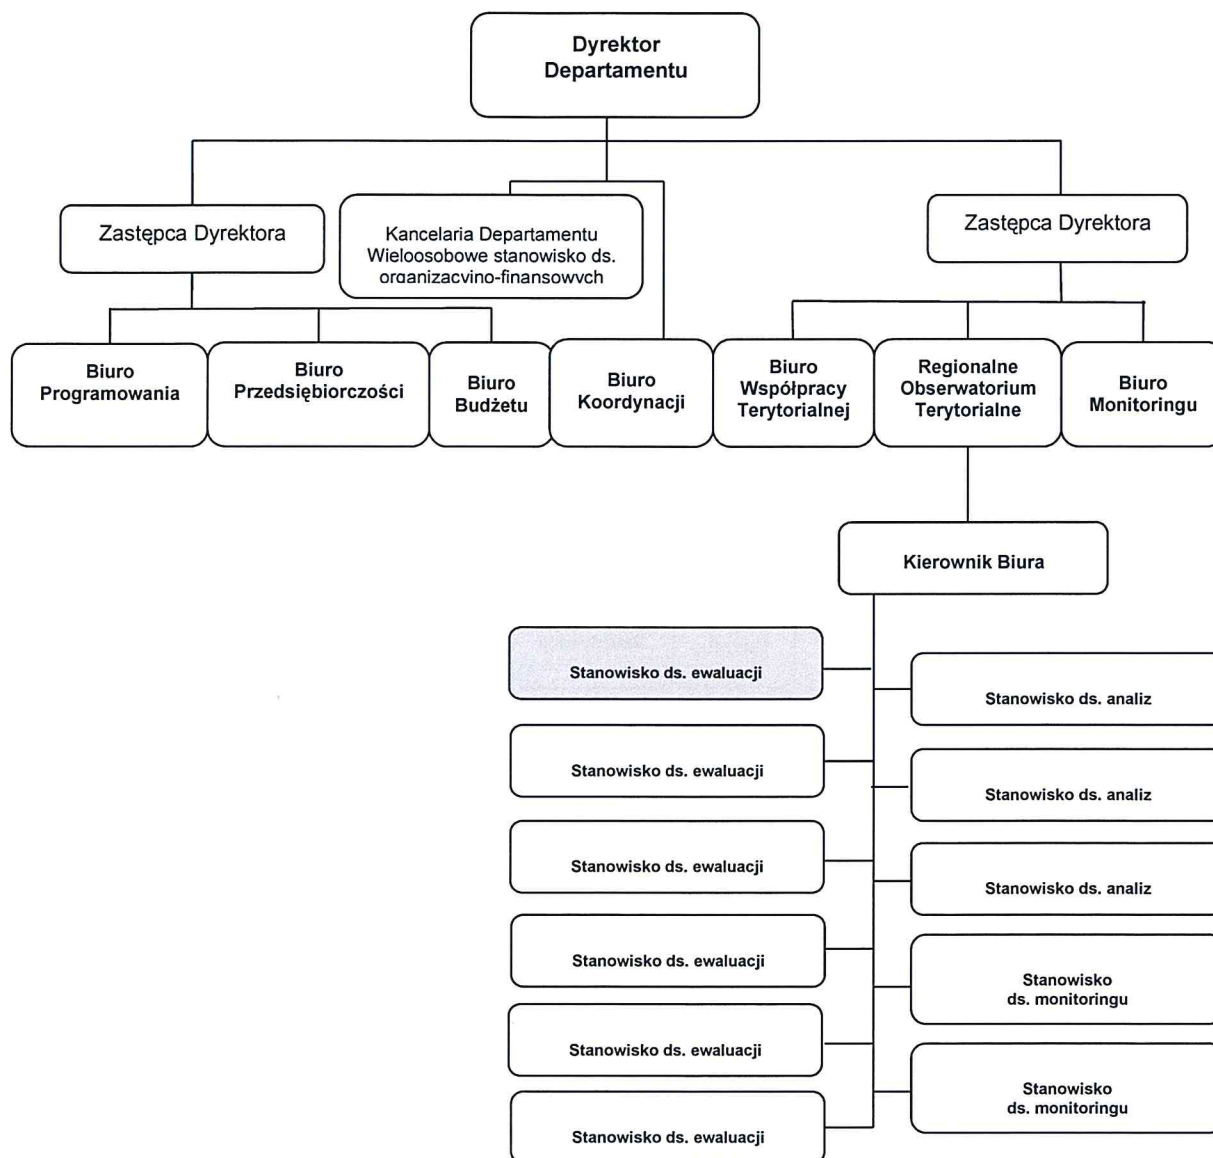 Dyrektor
Departamentu
Zastępca Dyrektora
Kancelaria Departamentu
Wieloosobowe stanowisko ds.
organizacyjno-finansowych
Zastępca Dyrektora
Biuro
Programowania
Biuro
Przedsiębiorczości
Biuro
Budżetu
Biuro
Koordynacji
Biuro
Współpracy
Terytorialnej
Regionalne
Obserwatorium
Terytorialne
Biuro
Monitoringu
Kierownik Biura
Stanowisko ds. ewaluacji
Stanowisko ds. analiz
Stanowisko ds. ewaluacji
Stanowisko ds. analiz
Stanowisko ds. ewaluacji
Stanowisko ds. analiz
Stanowisko ds. ewaluacji
Stanowisko
ds. monitoringu
Stanowisko ds. ewaluacji
Stanowisko
ds. monitoringu
Stanowisko ds. ewaluacji